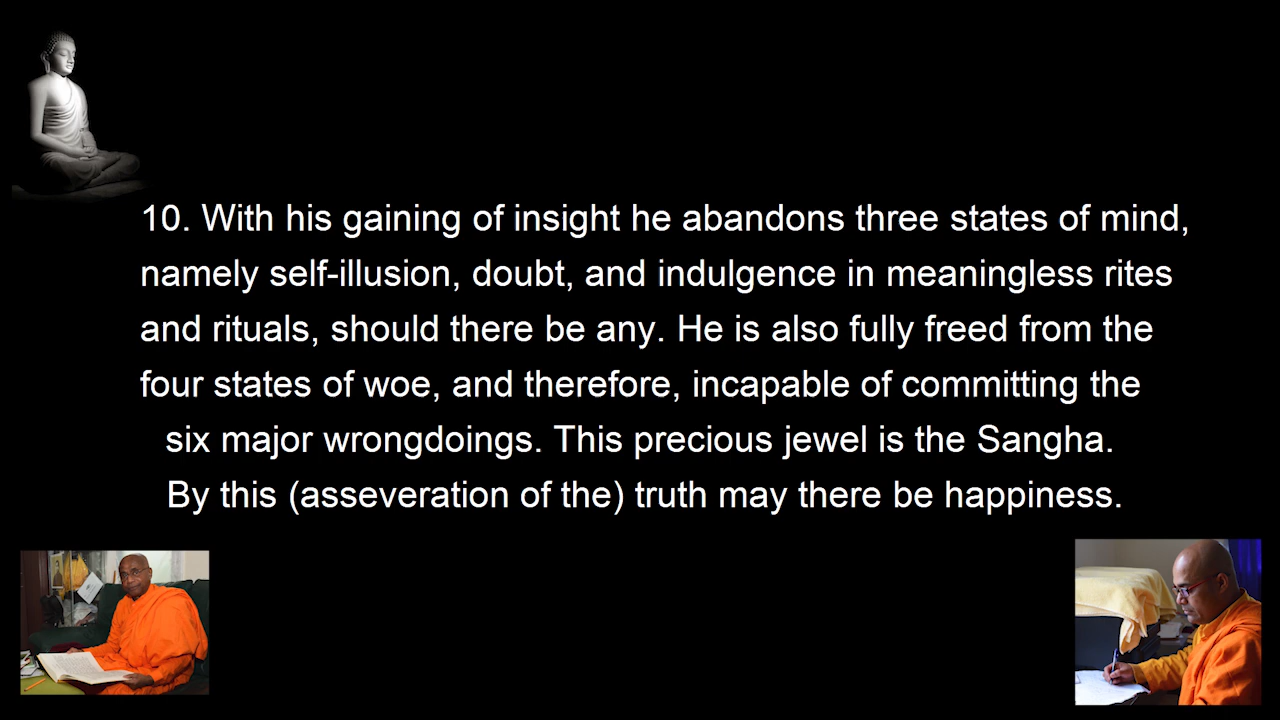 10. With his gaining of insight he abandons three states of mind,
namely self-illusion, doubt, and indulgence in meaningless rites
and rituals, should there be any. He is also fully freed from the
four states of woe, and therefore, incapable of committing the
six major wrongdoings. This precious jewel is the Sangha.
By this (asseveration of the) truth may there be happiness.